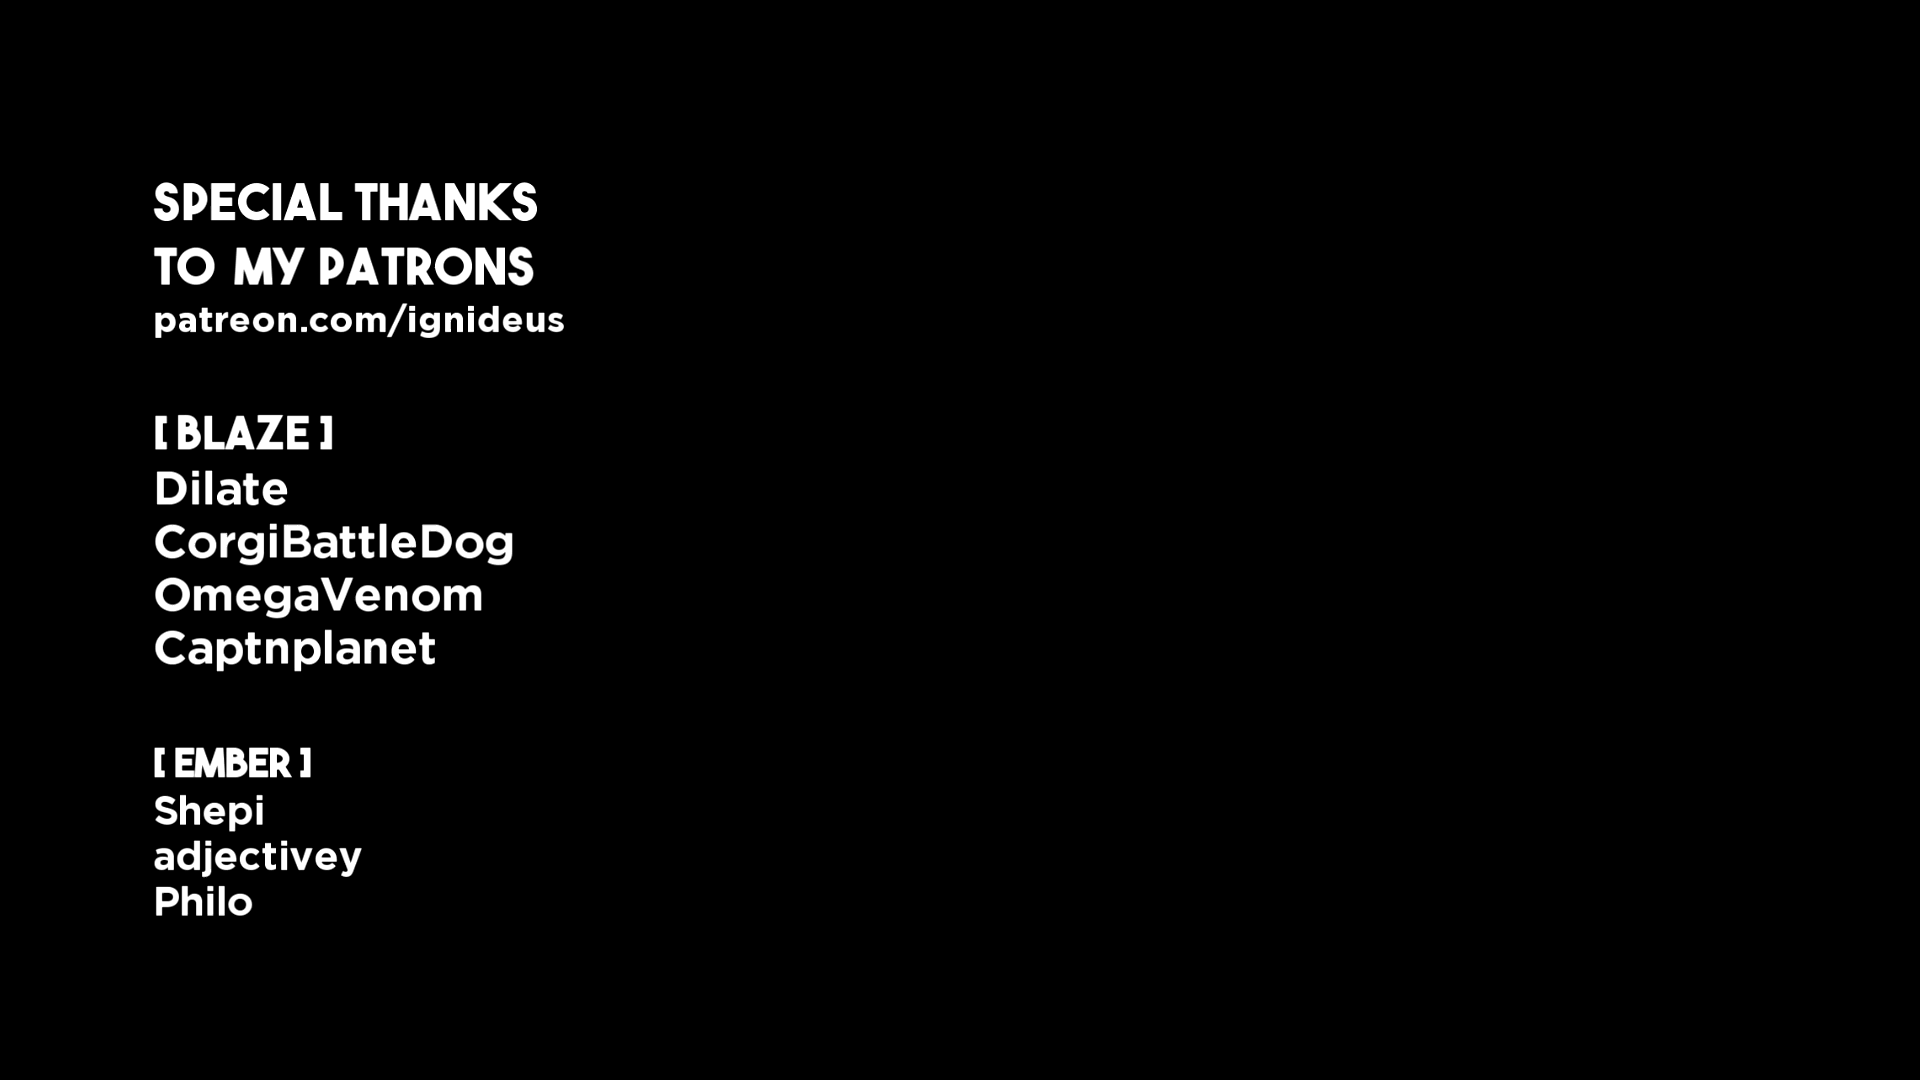 SPECIAL THANKS
TO MY PATRONS
patreon.com/ignideus
[ BLAZE ]
Dilate
CorgiBattleDog
OmegaVenom
Captnplanet
[ EMBER ]
Shepi
adjectivey
Philo